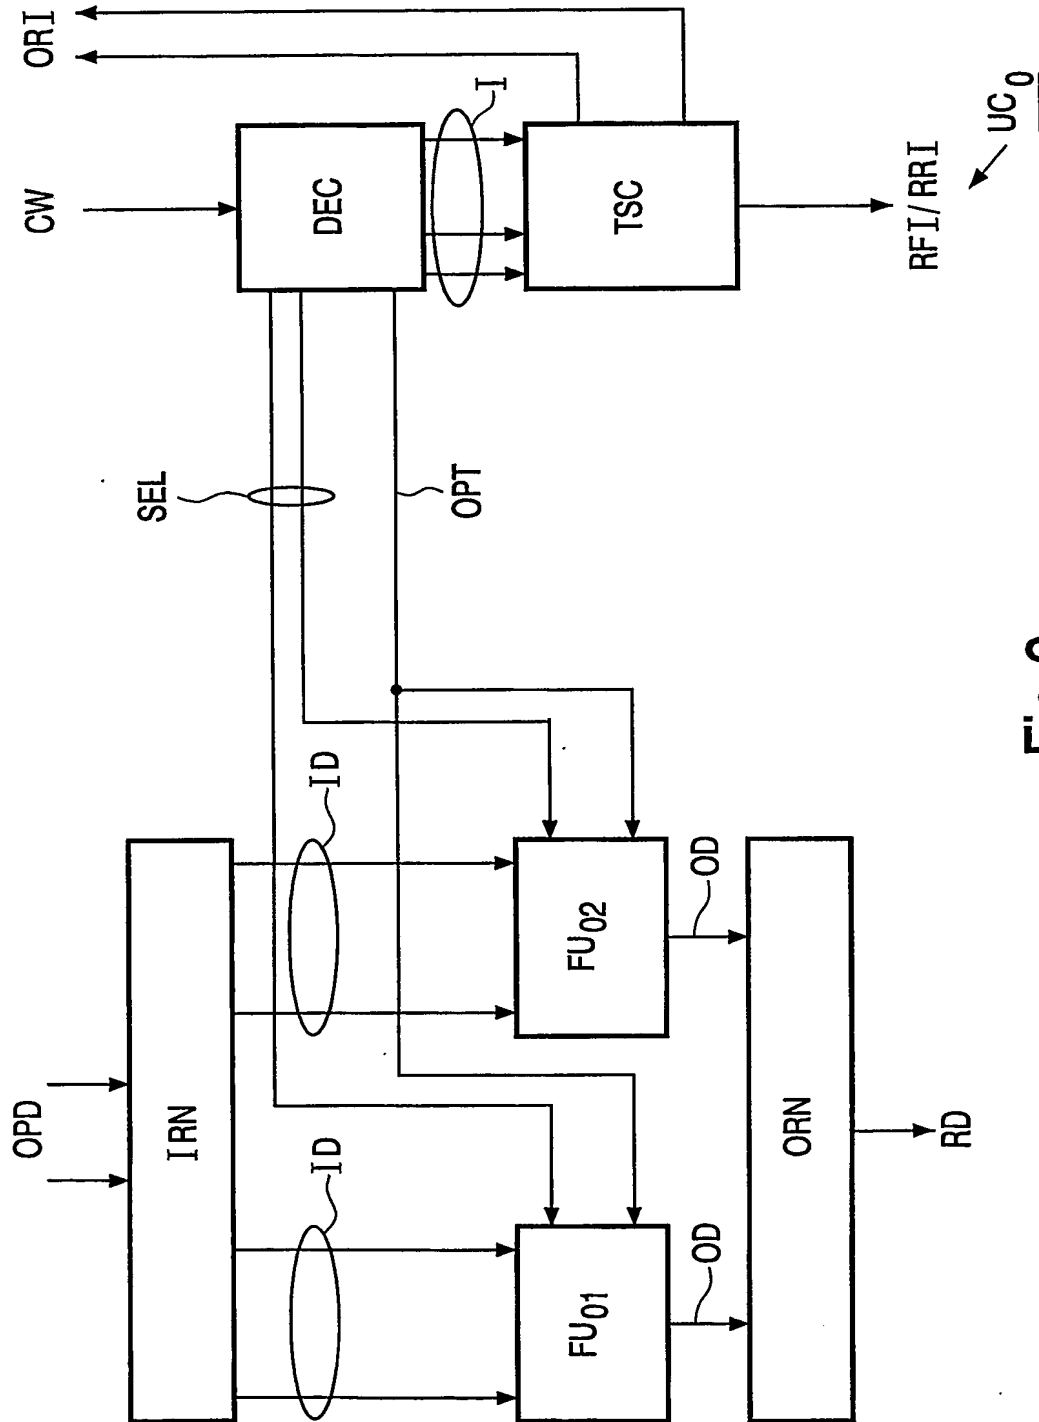 OPD
CW
ORI
IRN
SEL
DEC
ID
ID
I
OPT
FU01
FU02
TSC
OD
OD
ORN
RD
RFI/RRI
UC0